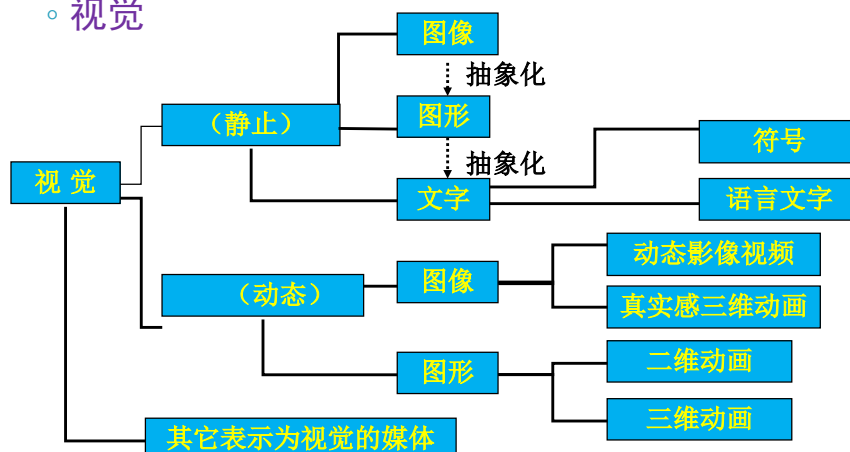 视觉
图像
抽象化
（静止）
图形
符号
抽象化
视 觉
文字
语言文字
动态影像视频
图像
（动态）
真实感三维动画
二维动画
图形
三维动画
其它表示为视觉的媒体